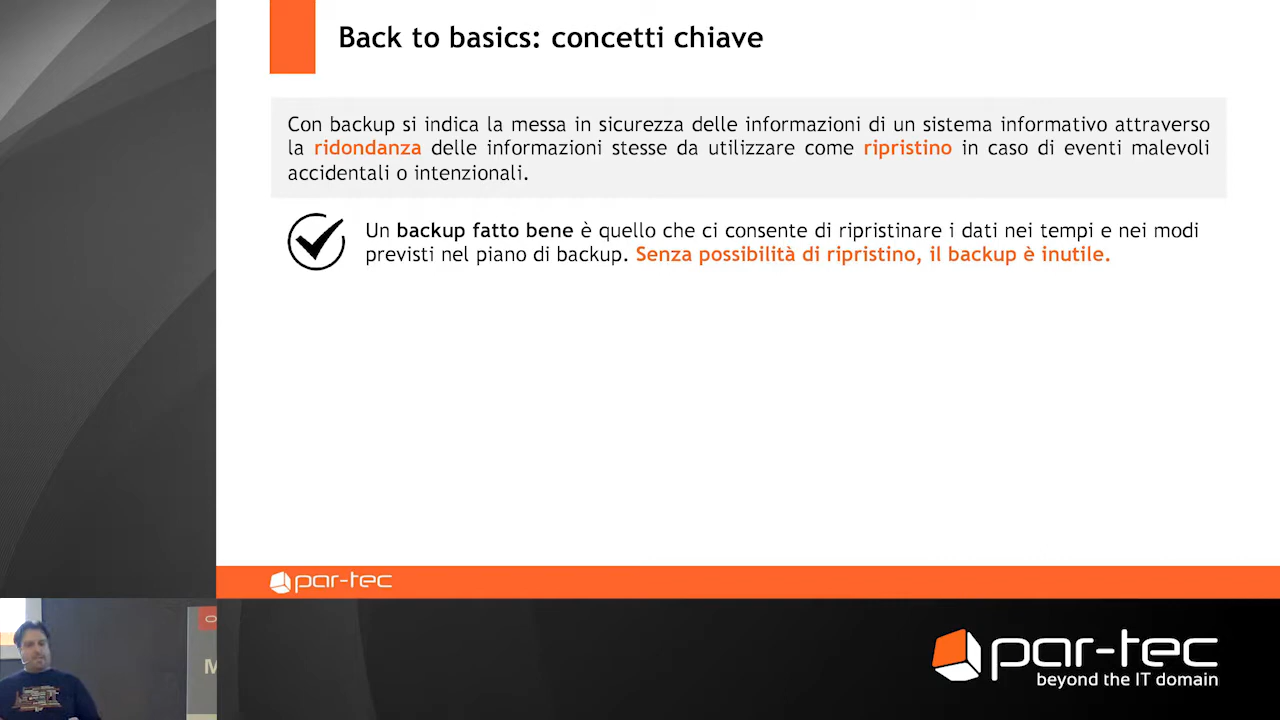 Back to basics: concetti chiave
Con backup si indica la messa in sicurezza delle informazioni di un sistema informativo attraverso
la ridondanza delle informazioni stesse da utilizzare come ripristino in caso di eventi malevoli
accidentali o intenzionali.
Un backup fatto bene è quello che ci consente di ripristinare i dati nei tempi e nei modi
previsti nel piano di backup. Senza possibilità di ripristino, il backup è inutile.
par-tec
par-tec
beyond the IT domain